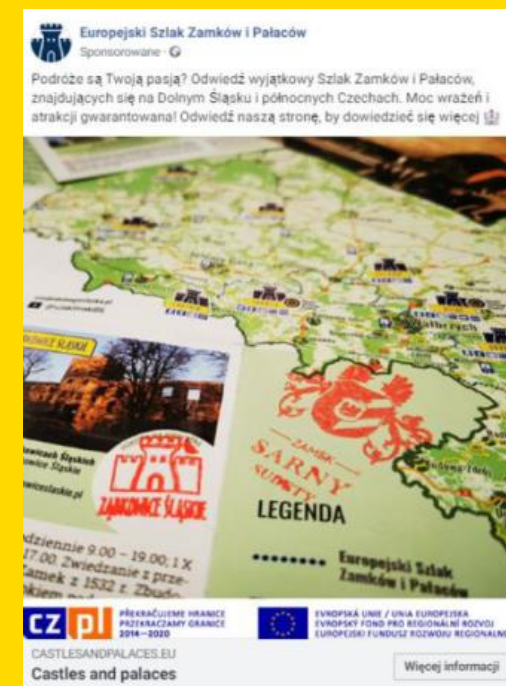 Europejski Szlak Zamków i Pałaców
Sponsorowane ·
Podróże są Twoją pasją? Odwiedź wyjątkowy Szlak Zamków i Pałaców,
znajdujących się na Dolnym Śląsku i północnych Czechach. Moc wrażeń i
atrakcji gwarantowana! Odwiedź naszą stronę, by dowiedzieć się więcej
ŚLĄSKIE
Śląskich
Śląskie
ZĄBKOWICE ŚLĄSKIE
ZAMEK
SARNY
SUDETY
LEGENDA
Europejski Szlak
Zamków i Pałaców
dziennie 9.00 – 19.00; 1 X
17.00. Zwiedzanie z prze-
Zamek z 1532 r. Zbudo-
CZ pl
PŘEKRAČUJEME HRANICE
PRZEKRACZAMY GRANICE
2014—2020
EVROPSKÁ UNIE / UNIA EUROPEJSKA
EVROPSKÝ FOND PRO REGIONÁLNÍ ROZVOJ
EUROPEJSKI FUNDUSZ ROZWOJU REGIONALNE
CASTLESANDPALACES.EU
Castles and palaces
Więcej informacji